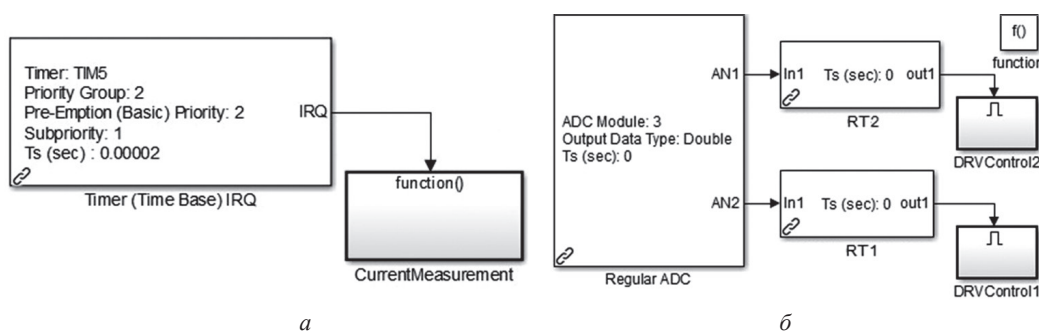 Timer: TIM5
Priority Group: 2
Pre-Emption (Basic) Priority: 2
Subpriority: 1
Ts (sec) : 0.00002
IRQ
Timer (Time Base) IRQ
function()
CurrentMeasurement
а
ADC Module: 3
Output Data Type: Double
Ts (sec): 0
AN1
AN2
Regular ADC
In1
Ts (sec): 0
out1
RT2
In1
Ts (sec): 0
out1
RT1
f()
function
DRVControl2
DRVControl1
б